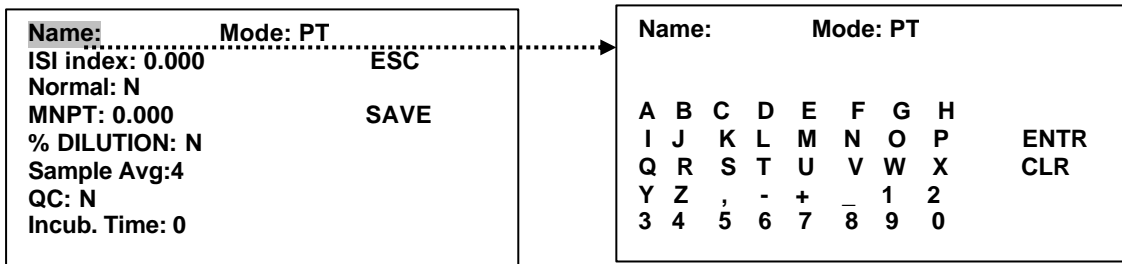 Name: Mode: PT
ISI index: 0.000 ESC
Normal: N
MNPT: 0.000 SAVE
% DILUTION: N
Sample Avg:4
QC: N
Incub. Time: 0
Name: Mode: PT
A B C D E F G H
I J K L M N O P ENTR
Q R S T U V W X CLR
Y Z , - + _ 1 2
3 4 5 6 7 8 9 0